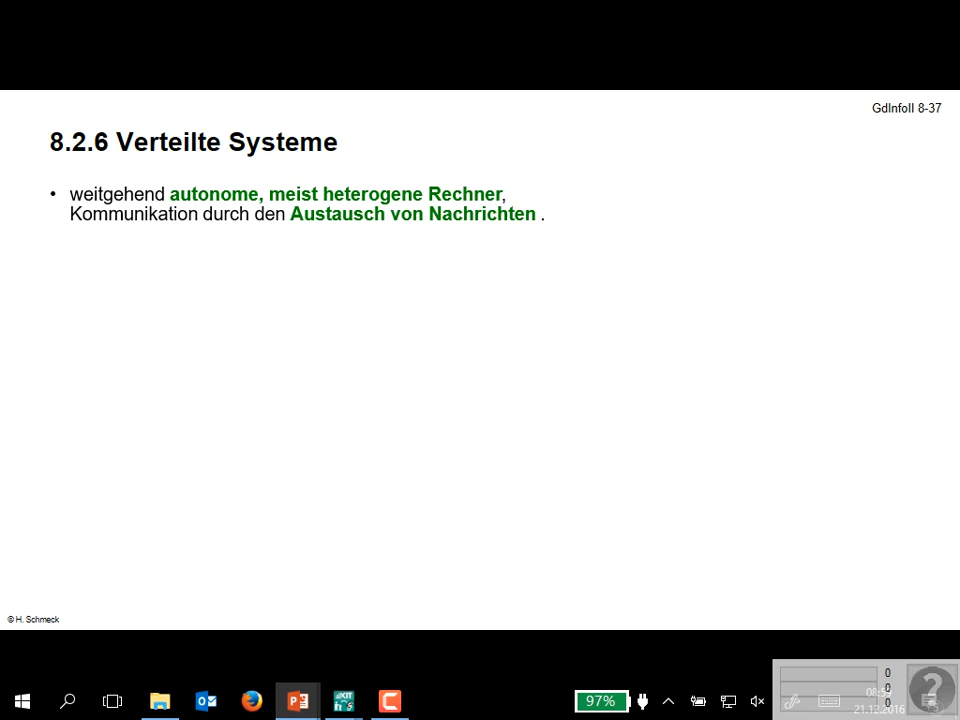 GdInfoII 8-37
8.2.6 Verteilte Systeme
• weitgehend autonome, meist heterogene Rechner,
Kommunikation durch den Austausch von Nachrichten .
© H. Schmeck
97%
0
0
0
21.12.2016